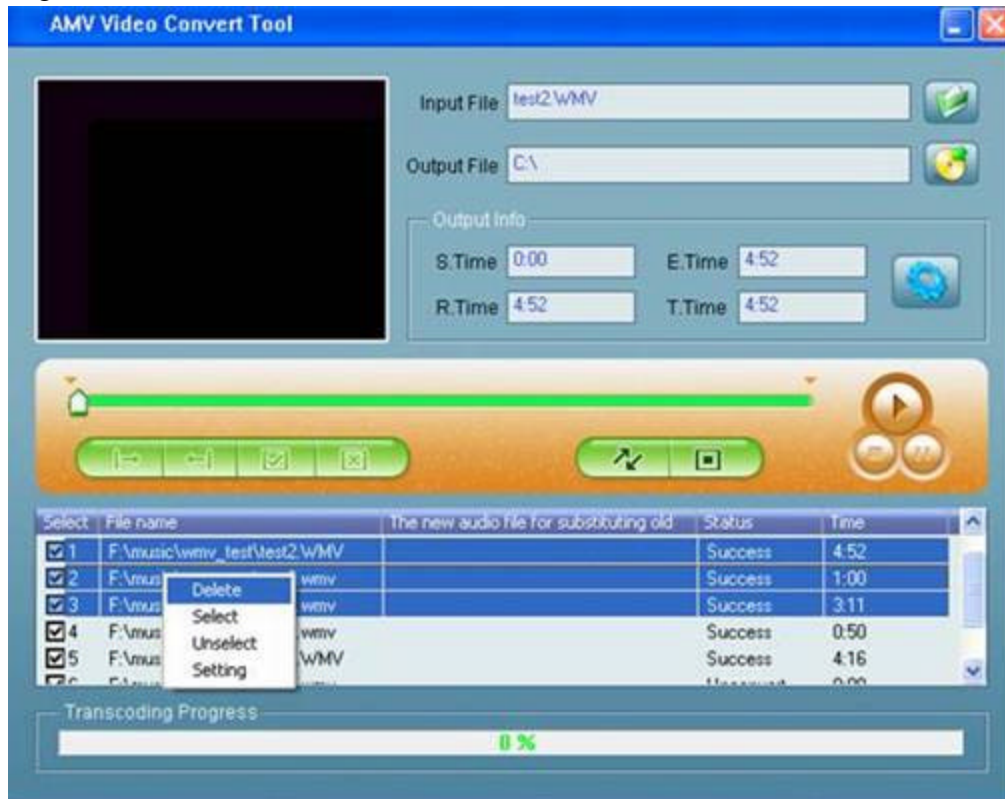 AMV Video Convert Tool
Input File test2.WMV
Output File C:\
Output Info
S.Time 0:00 E.Time 4:52
R.Time 4:52 T.Time 4:52
Select File name The new audio file for substituting old Status Time
1 F:\music\wmv_test\test2.WMV Success 4:52
2 F:\mus .wmv Success 1:00
Delete
3 F:\mus .wmv Success 3:11
Select
4 F:\mus .wmv Success 0:50
Unselect
5 F:\mus .WMV Success 4:16
Setting
Transcoding Progress
0 %